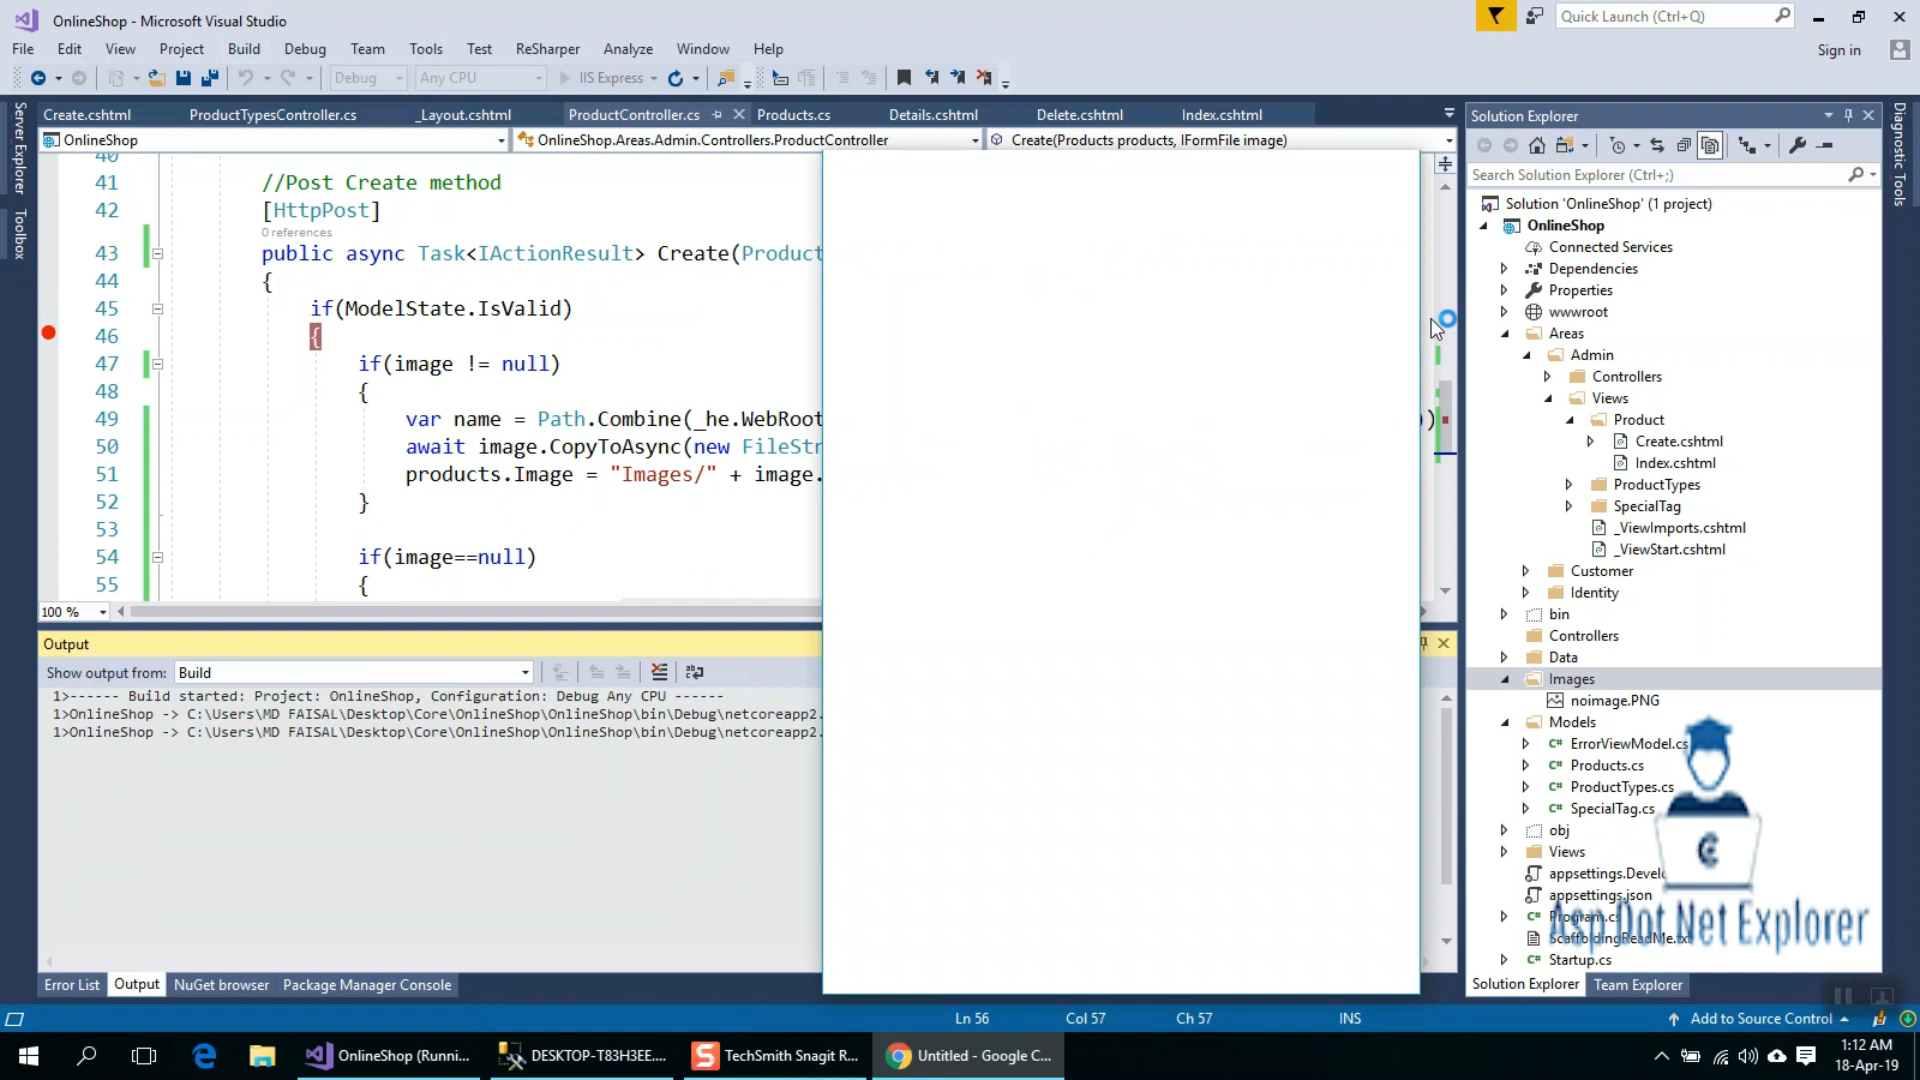 OnlineShop - Microsoft Visual Studio
Quick Launch (Ctrl+Q)
File Edit View Project Build Debug Team Tools Test ReSharper Analyze Window Help
Sign in
Debug Any CPU IIS Express
Create.cshtml ProductTypesController.cs _Layout.cshtml ProductController.cs Products.cs Details.cshtml Delete.cshtml Index.cshtml
OnlineShop OnlineShop.Areas.Admin.Controllers.ProductController Create(Products products, IFormFile image)
41 //Post Create method
42 [HttpPost]
0 references
43 public async Task<IActionResult> Create(Product
44 {
45 if(ModelState.IsValid)
46 {
47 if(image != null)
48 {
49 var name = Path.Combine(_he.WebRoot
50 await image.CopyToAsync(new FileStr
51 products.Image = "Images/" + image.
52 }
53
54 if(image==null)
55 {
100 %
Output
Show output from: Build
1>------ Build started: Project: OnlineShop, Configuration: Debug Any CPU ------
1>OnlineShop -> C:\Users\MD FAISAL\Desktop\Core\OnlineShop\OnlineShop\bin\Debug\netcoreapp2.
1>OnlineShop -> C:\Users\MD FAISAL\Desktop\Core\OnlineShop\OnlineShop\bin\Debug\netcoreapp2.
Error List Output NuGet browser Package Manager Console
Server Explorer
Toolbox
Solution Explorer
Search Solution Explorer (Ctrl+;)
Solution 'OnlineShop' (1 project)
OnlineShop
Connected Services
Dependencies
Properties
wwwroot
Areas
Admin
Controllers
Views
Product
Create.cshtml
Index.cshtml
ProductTypes
SpecialTag
_ViewImports.cshtml
_ViewStart.cshtml
Customer
Identity
bin
Controllers
Data
Images
noimage.PNG
Models
ErrorViewModel.cs
Products.cs
ProductTypes.cs
SpecialTag.cs
obj
Views
appsettings.Develo
appsettings.json
Program.cs
ScaffoldingReadMe.txt
Startup.cs
Asp Dot Net Explorer
Solution Explorer Team Explorer
Diagnostic Tools
Ln 56 Col 57 Ch 57 INS Add to Source Control
OnlineShop (Runni... DESKTOP-T83H3EE.... TechSmith Snagit R... Untitled - Google C...
1:12 AM
18-Apr-19